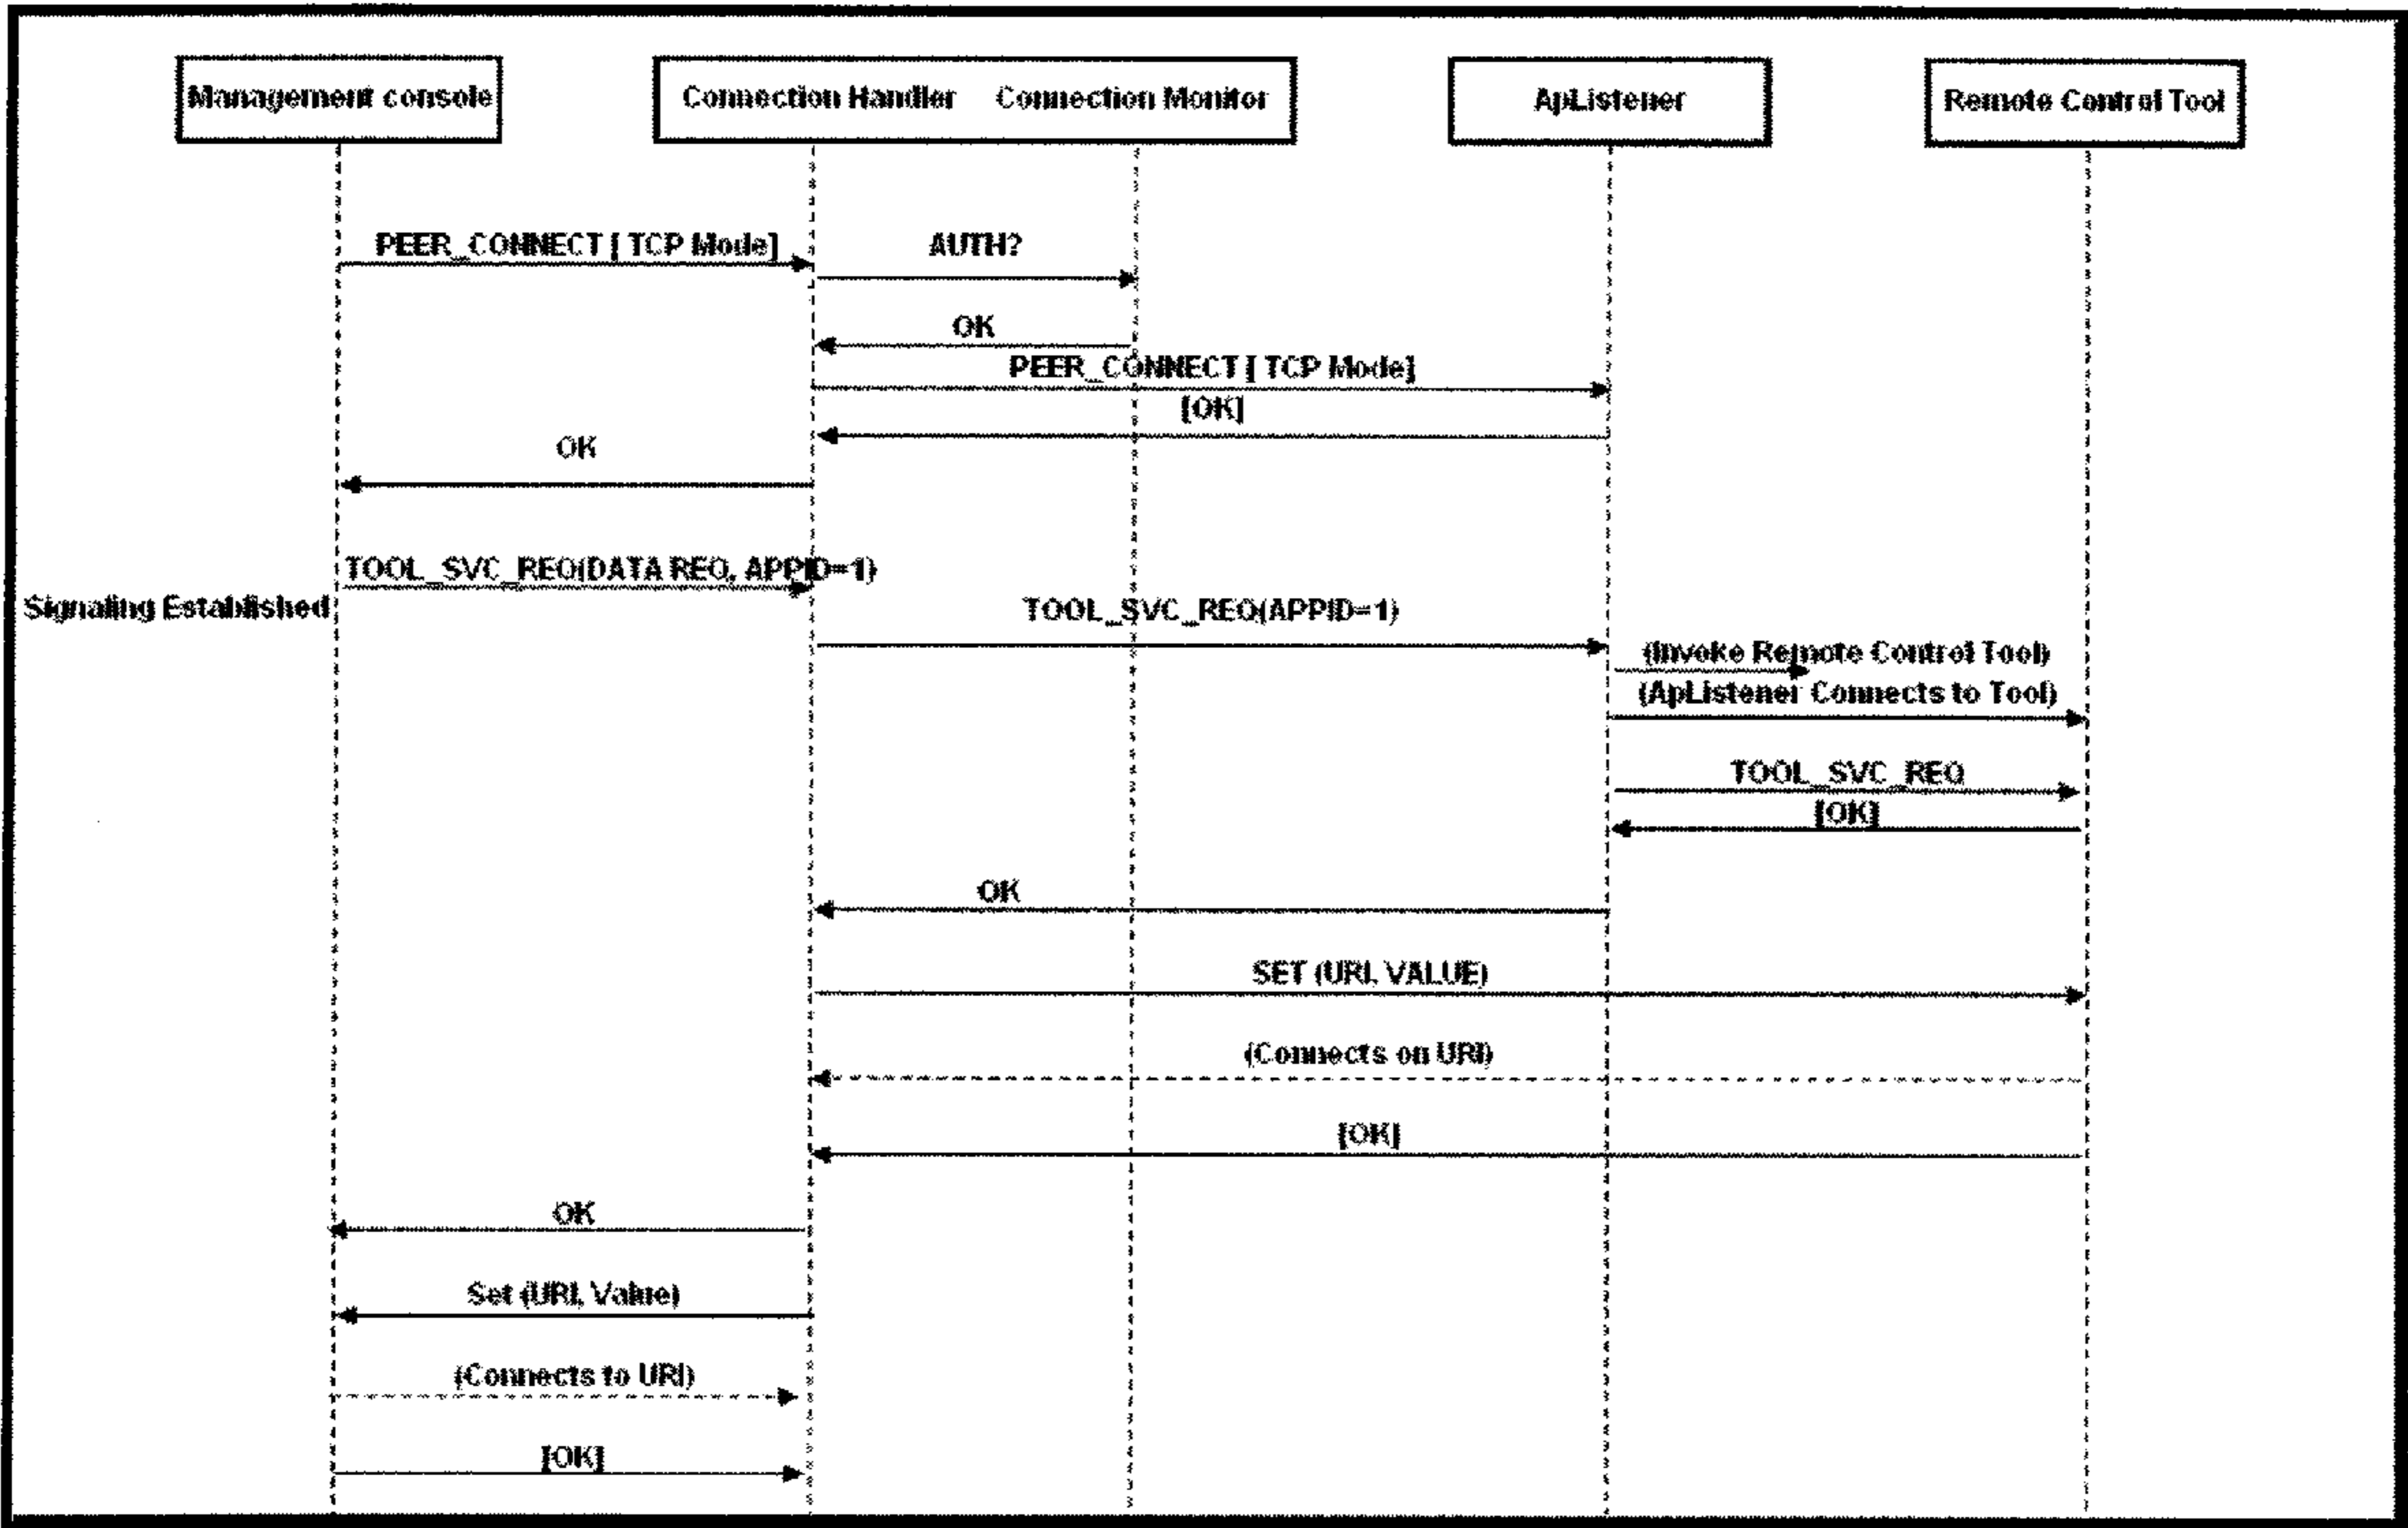 Management console
Connection Handler Connection Monitor
ApListener
Remote Control Tool
PEER_CONNECT [ TCP Mode]
AUTH?
OK
PEER_CONNECT [ TCP Mode]
[OK]
OK
TOOL_SVC_REQ(DATA REQ, APPID=1)
Signaling Established
TOOL_SVC_REQ(APPID=1)
(Invoke Remote Control Tool)
(ApListener Connects to Tool)
TOOL_SVC_REQ
[OK]
OK
SET (URI, VALUE)
(Connects on URI)
[OK]
OK
Set (URI, Value)
(Connects to URI)
[OK]